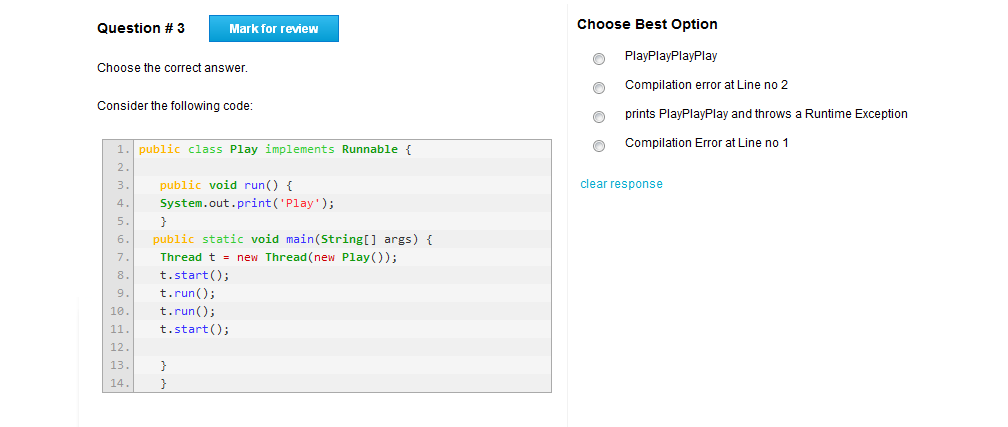 Question # 3
Mark for review
Choose the correct answer.
Consider the following code:
1. public class Play implements Runnable {
2.
3. public void run() {
4. System.out.print('Play');
5. }
6. public static void main(String[] args) {
7. Thread t = new Thread(new Play());
8. t.start();
9. t.run();
10. t.run();
11. t.start();
12.
13. }
14. }
Choose Best Option
PlayPlayPlayPlay
Compilation error at Line no 2
prints PlayPlayPlay and throws a Runtime Exception
Compilation Error at Line no 1
clear response